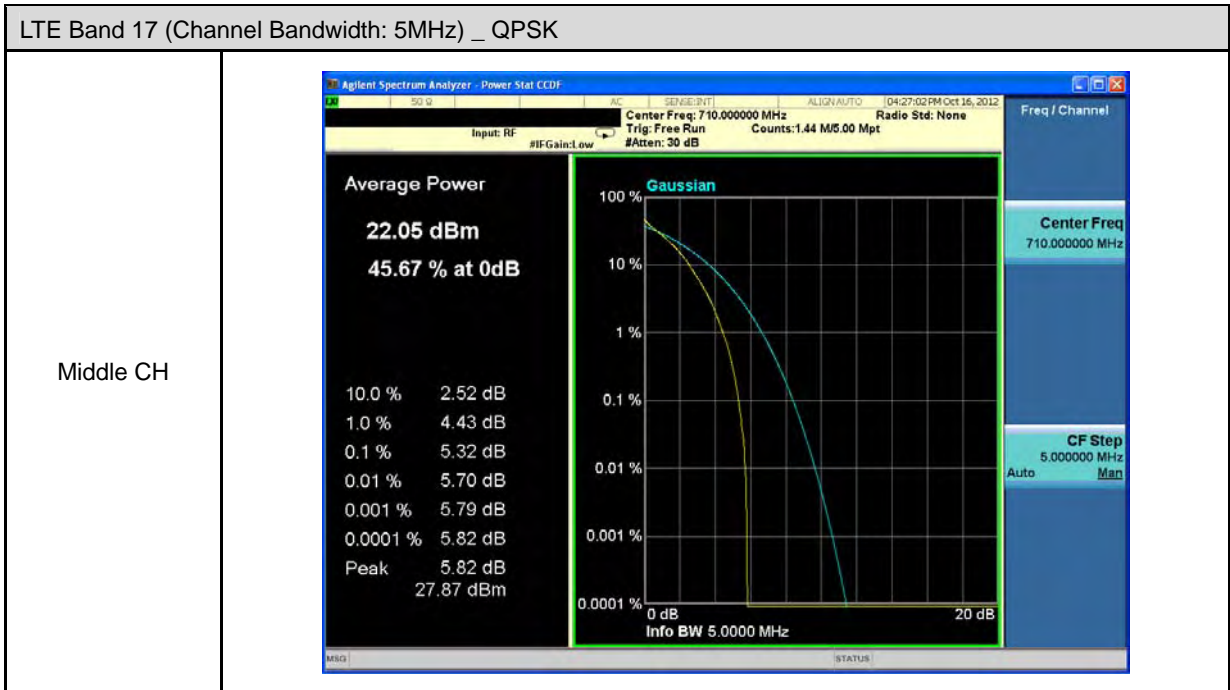 LTE Band 17 (Channel Bandwidth: 5MHz) _ QPSK
Middle CH
Agilent Spectrum Analyzer - Power Stat CCDF
50 Ω AC SENSE:INT ALIGN AUTO 04:27:02 PM Oct 16, 2012
Center Freq: 710.000000 MHz Radio Std: None
Input: RF Trig: Free Run Counts:1.44 M/5.00 Mpt
#IFGain:Low #Atten: 30 dB
Freq / Channel
Average Power
22.05 dBm
45.67 % at 0dB
10.0 % 2.52 dB
1.0 % 4.43 dB
0.1 % 5.32 dB
0.01 % 5.70 dB
0.001 % 5.79 dB
0.0001 % 5.82 dB
Peak 5.82 dB
27.87 dBm
Gaussian
100 %
10 %
1 %
0.1 %
0.01 %
0.001 %
0.0001 %
0 dB 20 dB
Info BW 5.0000 MHz
Center Freq
710.000000 MHz
CF Step
5.000000 MHz
Auto Man
MSG STATUS